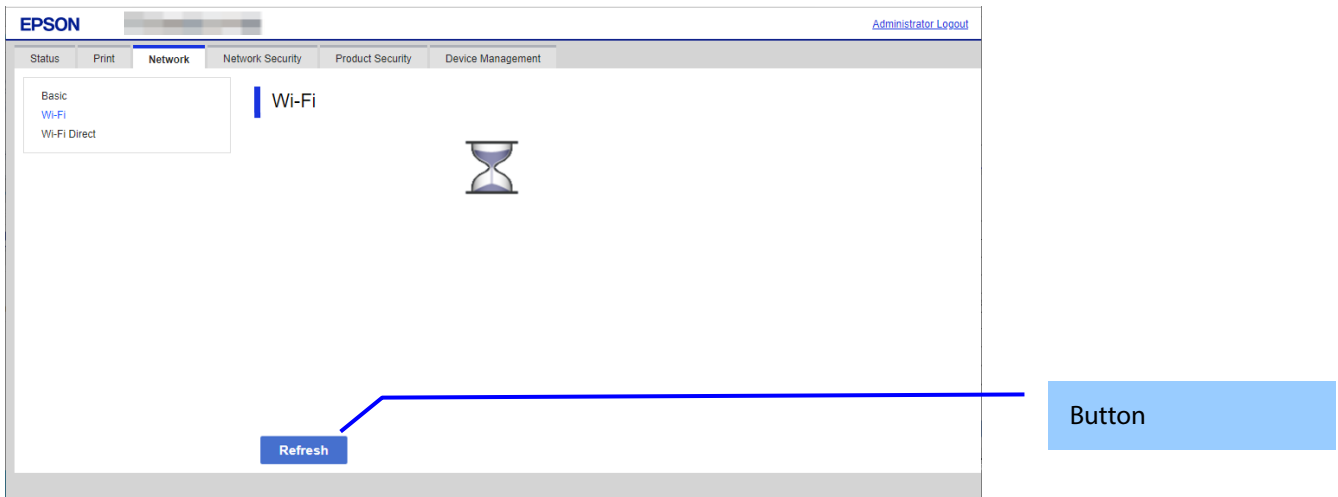 EPSON
Administrator Logout
Status Print Network Network Security Product Security Device Management
Basic
Wi-Fi
Wi-Fi Direct
Wi-Fi
Refresh
Button